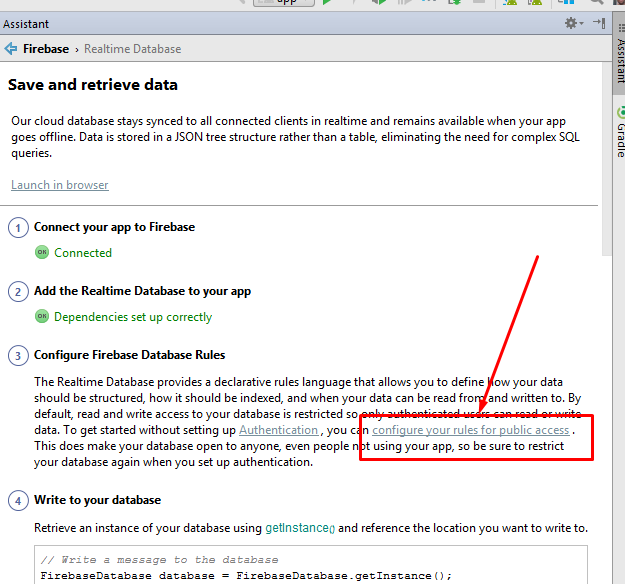 app
Assistant
Firebase › Realtime Database
Save and retrieve data
Our cloud database stays synced to all connected clients in realtime and remains available when your app
goes offline. Data is stored in a JSON tree structure rather than a table, eliminating the need for complex SQL
queries.
Launch in browser
1 Connect your app to Firebase
OK Connected
2 Add the Realtime Database to your app
OK Dependencies set up correctly
3 Configure Firebase Database Rules
The Realtime Database provides a declarative rules language that allows you to define how your data
should be structured, how it should be indexed, and when your data can be read from and written to. By
default, read and write access to your database is restricted so only authenticated users can read or write
data. To get started without setting up Authentication , you can configure your rules for public access .
This does make your database open to anyone, even people not using your app, so be sure to restrict
your database again when you set up authentication.
4 Write to your database
Retrieve an instance of your database using getInstance() and reference the location you want to write to.
// Write a message to the database
FirebaseDatabase database = FirebaseDatabase.getInstance();
Assistant
Gradle